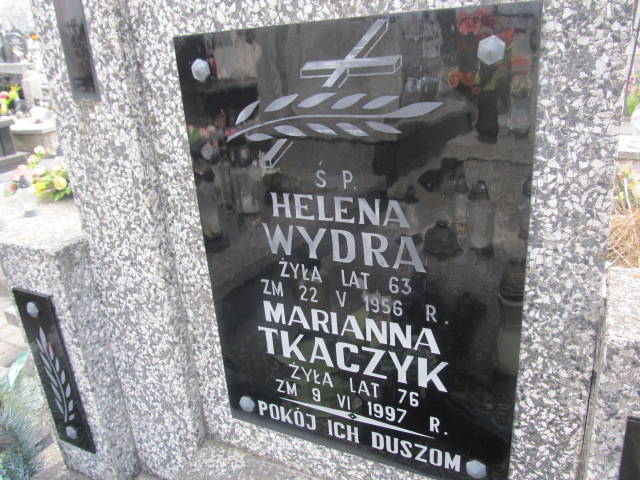 Ś P.
HELENA
WYDRA
ŻYŁA LAT 63
ZM 22 V 1956 R.
MARIANNA
TKACZYK
ŻYŁA LAT 76
ZM 9 VI 1997 R.
POKÓJ ICH DUSZOM